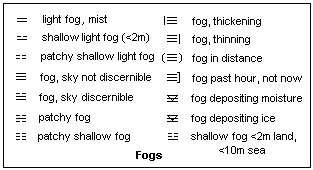 light fog, mist
shallow light fog (<2m)
patchy shallow light fog
fog, sky not discernible
fog, sky discernible
patchy fog
patchy shallow fog
fog, thickening
fog, thinning
fog in distance
fog past hour, not now
fog depositing moisture
fog depositing ice
shallow fog <2m land,
<10m sea
Fogs